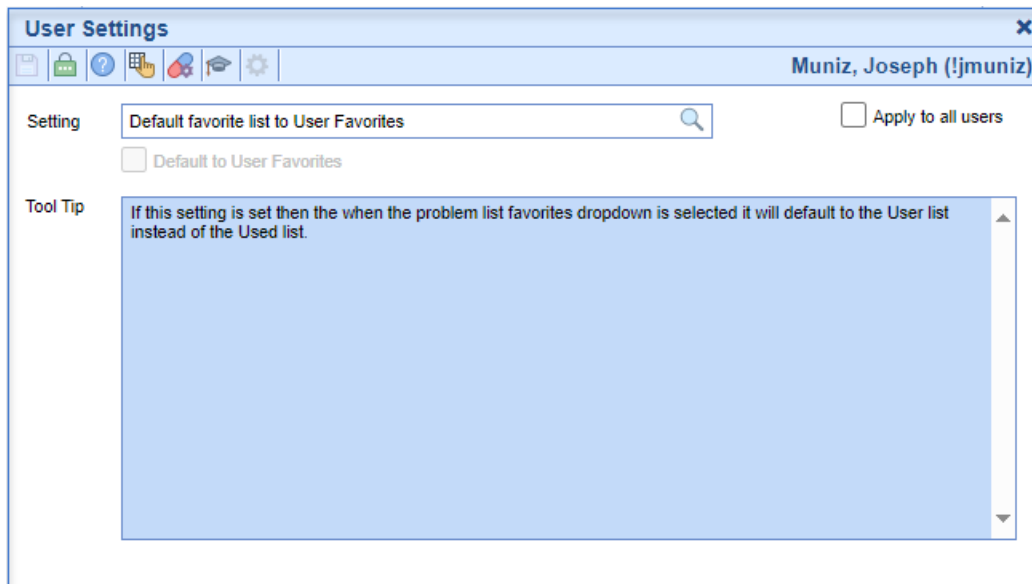 User Settings
Muniz, Joseph (!jmuniz)
Setting
Default favorite list to User Favorites
Apply to all users
Default to User Favorites
Tool Tip
If this setting is set then the when the problem list favorites dropdown is selected it will default to the User list
instead of the Used list.